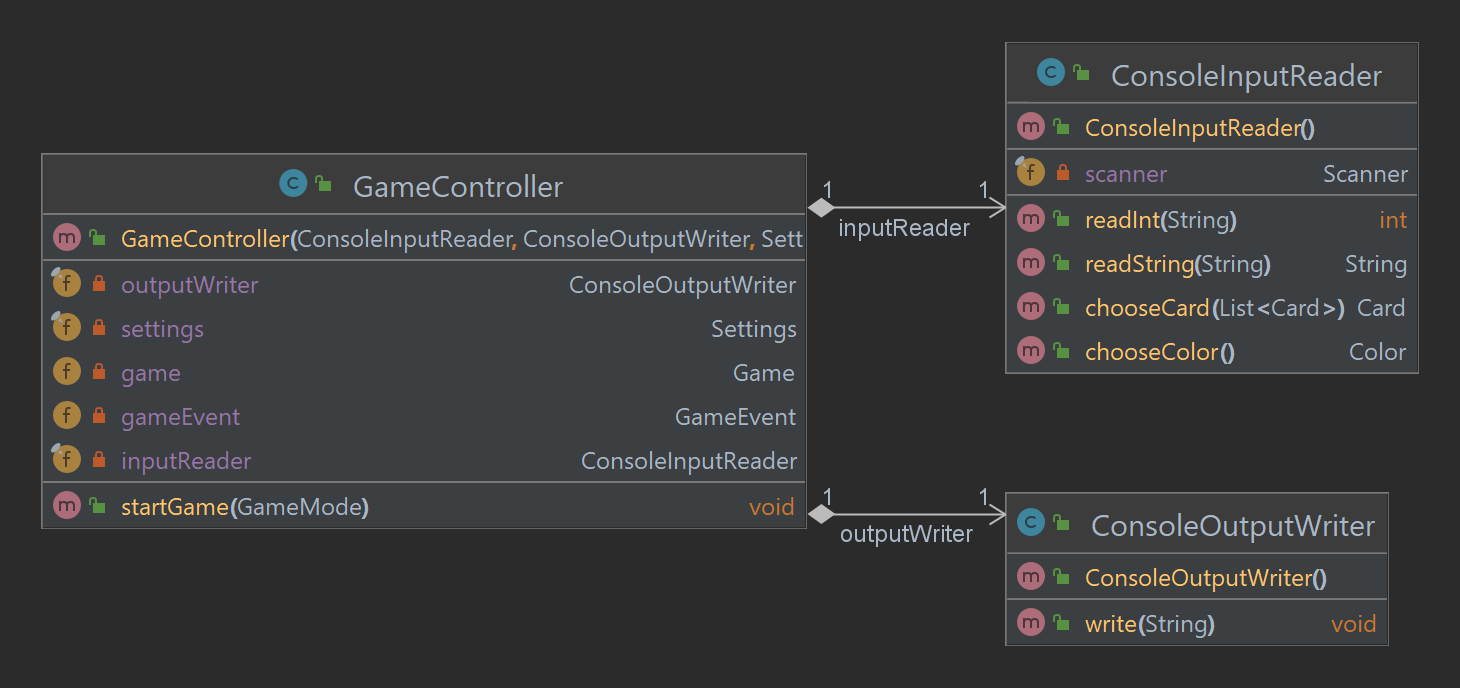 GameController
GameController(ConsoleInputReader, ConsoleOutputWriter, Sett
outputWriter ConsoleOutputWriter
settings Settings
game Game
gameEvent GameEvent
inputReader ConsoleInputReader
startGame(GameMode) void
1 1
inputReader
1 1
outputWriter
C ConsoleInputReader
m ConsoleInputReader()
f scanner Scanner
m readInt(String) int
m readString(String) String
m chooseCard(List<Card>) Card
m chooseColor() Color
C ConsoleOutputWriter
m ConsoleOutputWriter()
m write(String) void